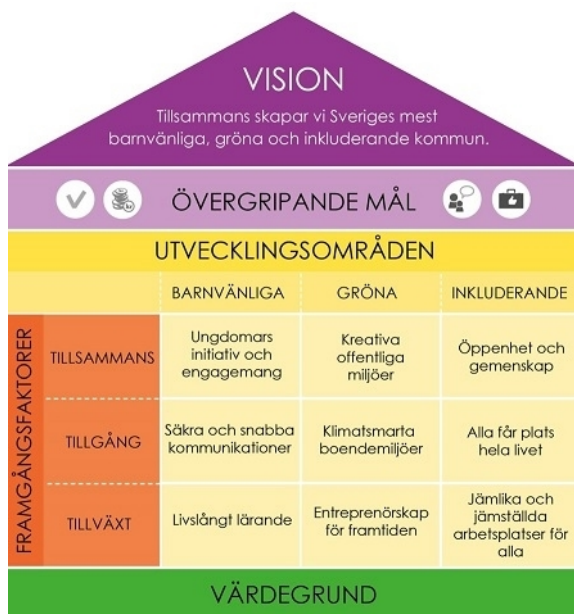 VISION
Tillsammans skapar vi Sveriges mest
barnvänliga, gröna och inkluderande kommun.
ÖVERGRIPANDE MÅL
UTVECKLINGSOMRÅDEN
BARNVÄNLIGA
GRÖNA
INKLUDERANDE
FRAMGÅNGSFAKTORER
TILLSAMMANS
Ungdomars
initiativ och
engagemang
Kreativa
offentliga
miljöer
Öppenhet och
gemenskap
TILLGÅNG
Säkra och snabba
kommunikationer
Klimatsmarta
boendemiljöer
Alla får plats
hela livet
TILLVÄXT
Livslångt lärande
Entreprenörskap
för framtiden
Jämlika och
jämställda
arbetsplatser för
alla
VÄRDEGRUND